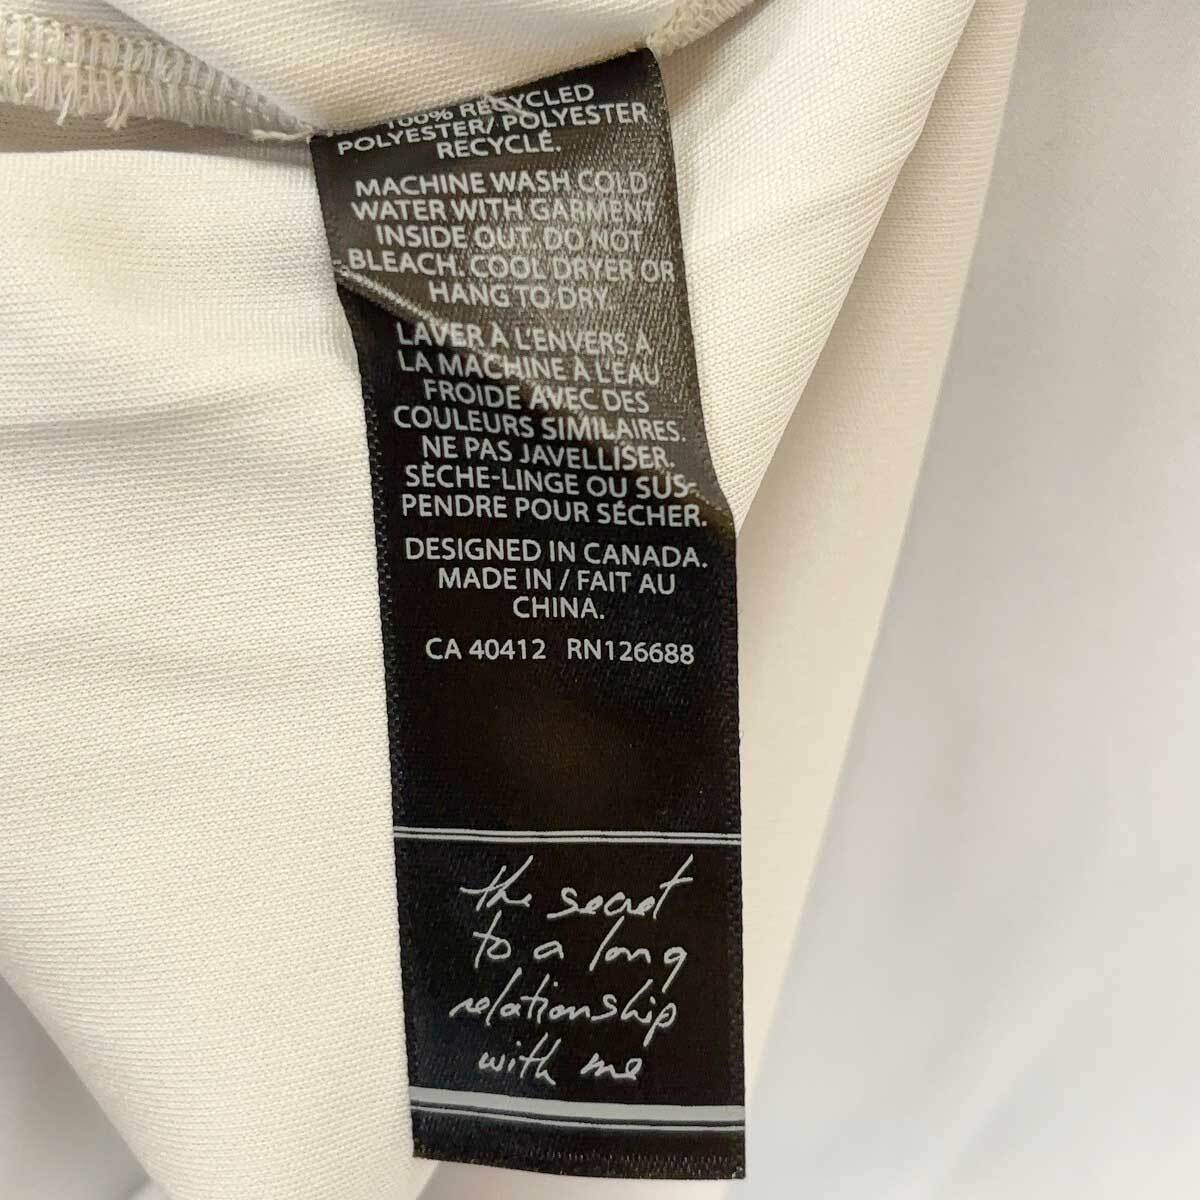 100% RECYCLED
POLYESTER/ POLYESTER
RECYCLÉ.
MACHINE WASH COLD
WATER WITH GARMENT
INSIDE OUT. DO NOT
BLEACH. COOL DRYER OR
HANG TO DRY.
LAVER À L'ENVERS À
LA MACHINE À L'EAU
FROIDE AVEC DES
COULEURS SIMILAIRES.
NE PAS JAVELLISER.
SÈCHE-LINGE OU SUS-
PENDRE POUR SÉCHER.
DESIGNED IN CANADA.
MADE IN / FAIT AU
CHINA.
CA 40412 RN126688
the secret
to a long
relationship
with me